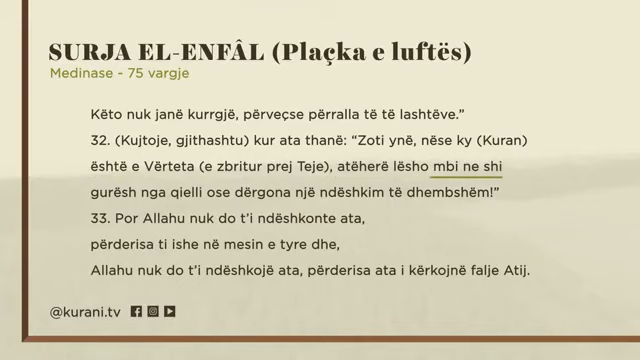 SURJA EL-ENFÂL (Plaçka e luftës)
Medinase - 75 vargje
Këto nuk janë kurrgjë, përveçse përralla të të lashtëve.”
32. (Kujtoje, gjithashtu) kur ata thanë: “Zoti ynë, nëse ky (Kuran)
është e Vërteta (e zbritur prej Teje), atëherë lësho mbi ne shi
gurësh nga qielli ose dërgona një ndëshkim të dhembshëm!”
33. Por Allahu nuk do t’i ndëshkonte ata,
përderisa ti ishe në mesin e tyre dhe,
Allahu nuk do t’i ndëshkojë ata, përderisa ata i kërkojnë falje Atij.
@kurani.tv